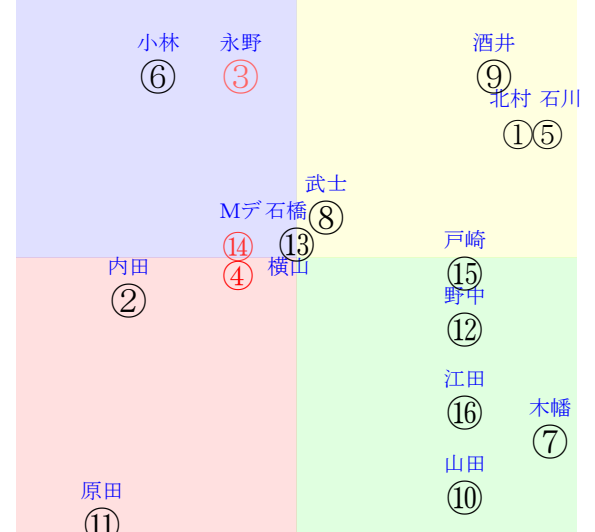 小林 永野 酒井
⑥ ③ ⑨
北村 石川
①⑤
武士
⑧
Mデ 石橋
⑭ ⑬
戸崎
⑮
内田 横山
② ④
野中
⑫
江田
⑯
木幡
⑦
山田
⑩
原田
⑪